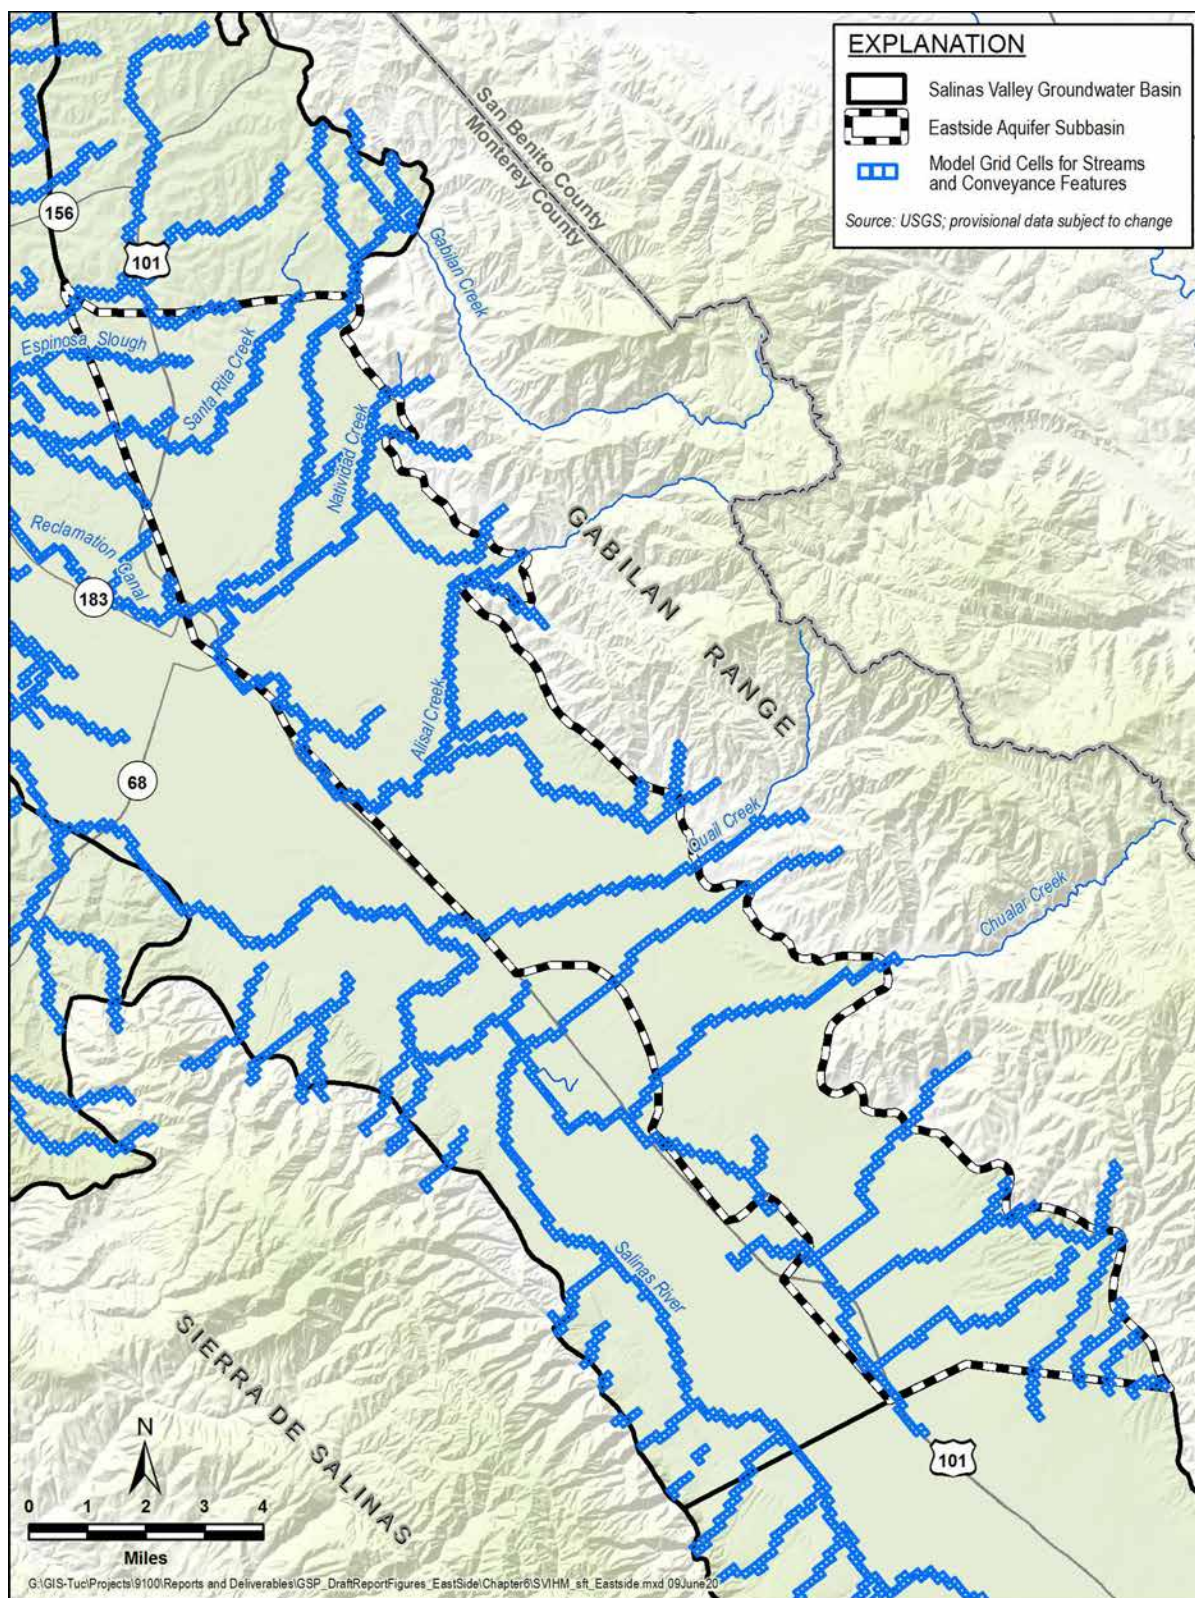 EXPLANATION
Salinas Valley Groundwater Basin
Eastside Aquifer Subbasin
Model Grid Cells for Streams
and Conveyance Features
Source: USGS; provisional data subject to change
San Benito County
Monterey County
156
101
Gabilan Creek
Espinosa Slough
Santa Rita Creek
Natividad Creek
Reclamation Canal
183
GABILAN RANGE
Alisal Creek
68
Quail Creek
Chualar Creek
Salinas River
SIERRA DE SALINAS
101
N
0 1 2 3 4
Miles
G:\GIS-Tuc\Projects\9100\Reports and Deliverables\GSP_DraftReportFigures_EastSide\Chapter6\SVIHM_sft_Eastside.mxd 09June20